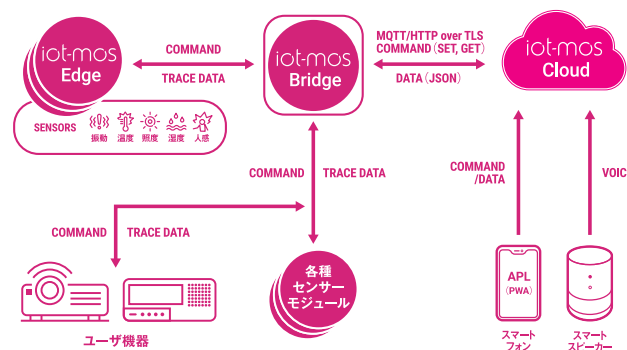 iot-mos
Edge
COMMAND
TRACE DATA
iot-mos
Bridge
MQTT/HTTP over TLS
COMMAND(SET, GET)
DATA(JSON)
iot-mos
Cloud
SENSORS
振動
温度
照度
湿度
人感
COMMAND
TRACE DATA
COMMAND
/DATA
VOIC
COMMAND
TRACE DATA
各種
センサー
モジュール
APL
(PWA)
ユーザ機器
スマート
フォン
スマート
スピーカー